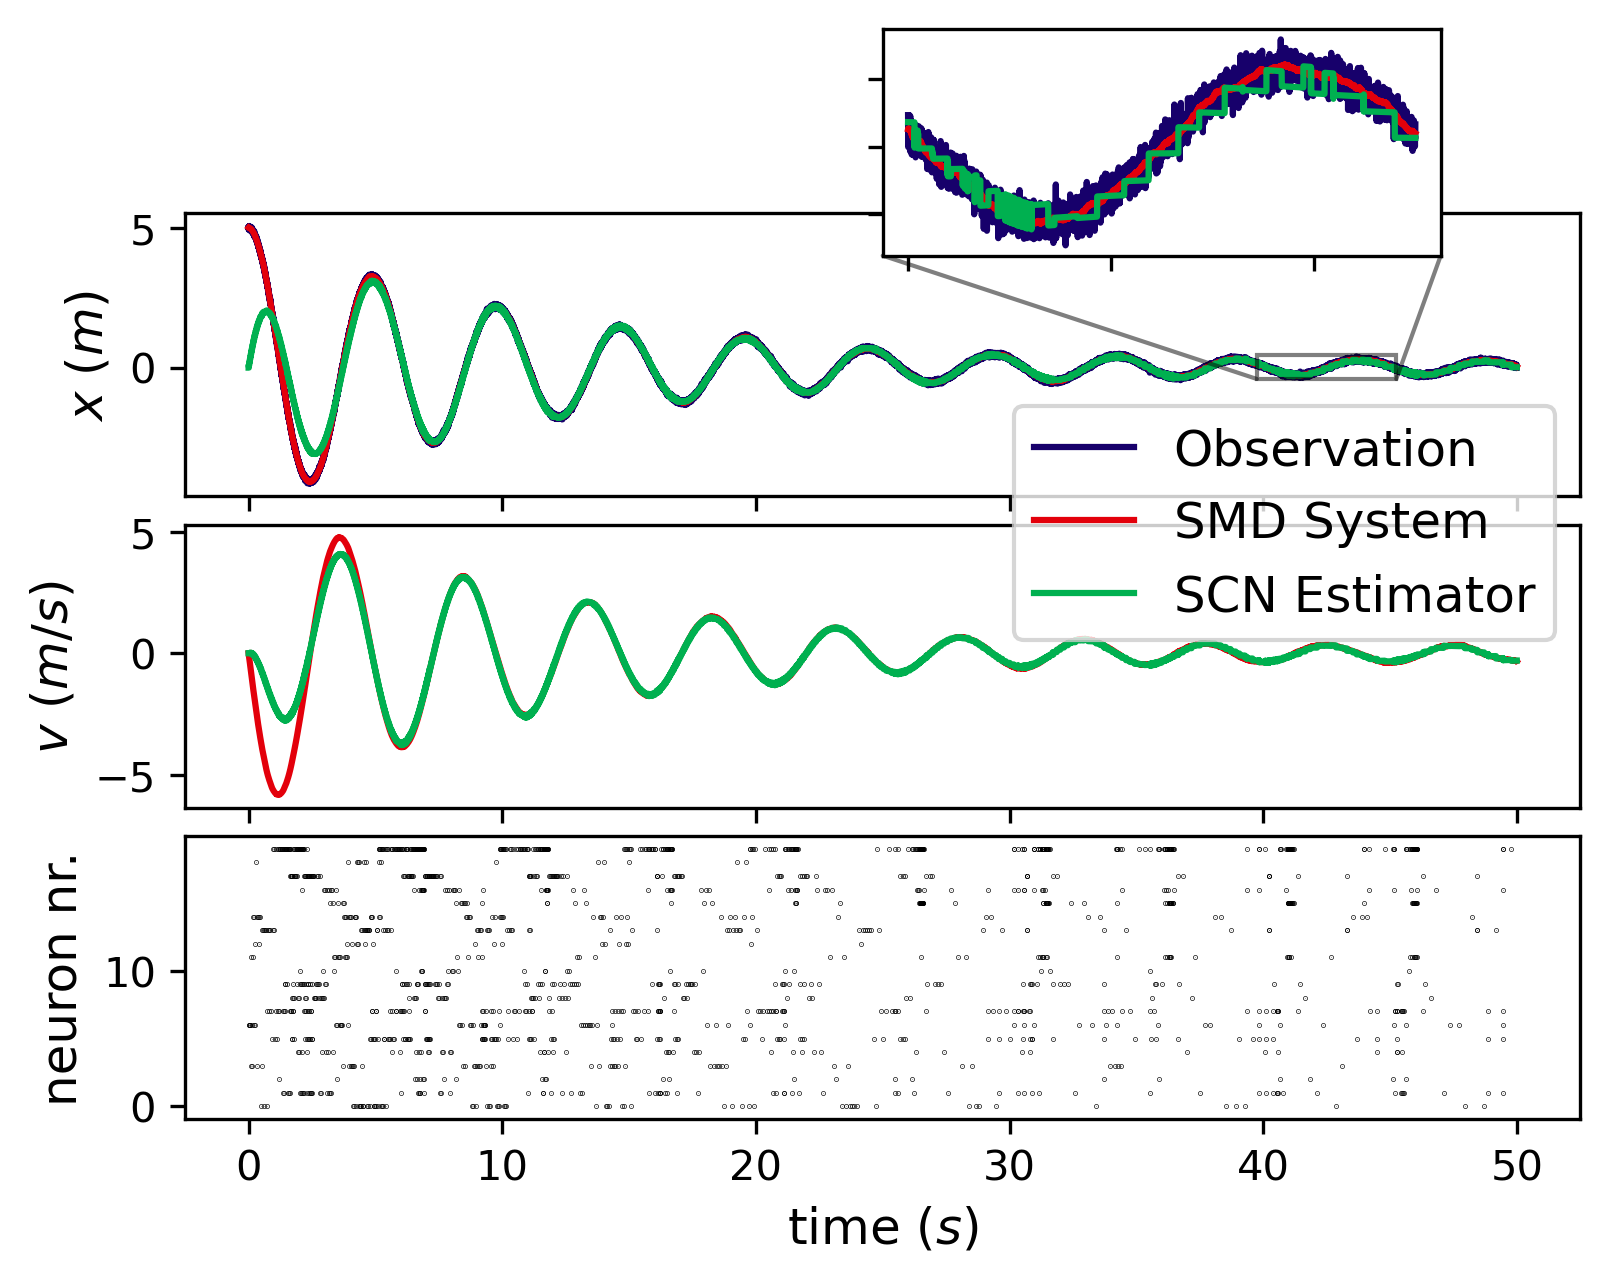 5
0
x (m)
Observation
SMD System
SCN Estimator
5
0
−5
v (m/s)
10
0
neuron nr.
0 10 20 30 40 50
time (s)